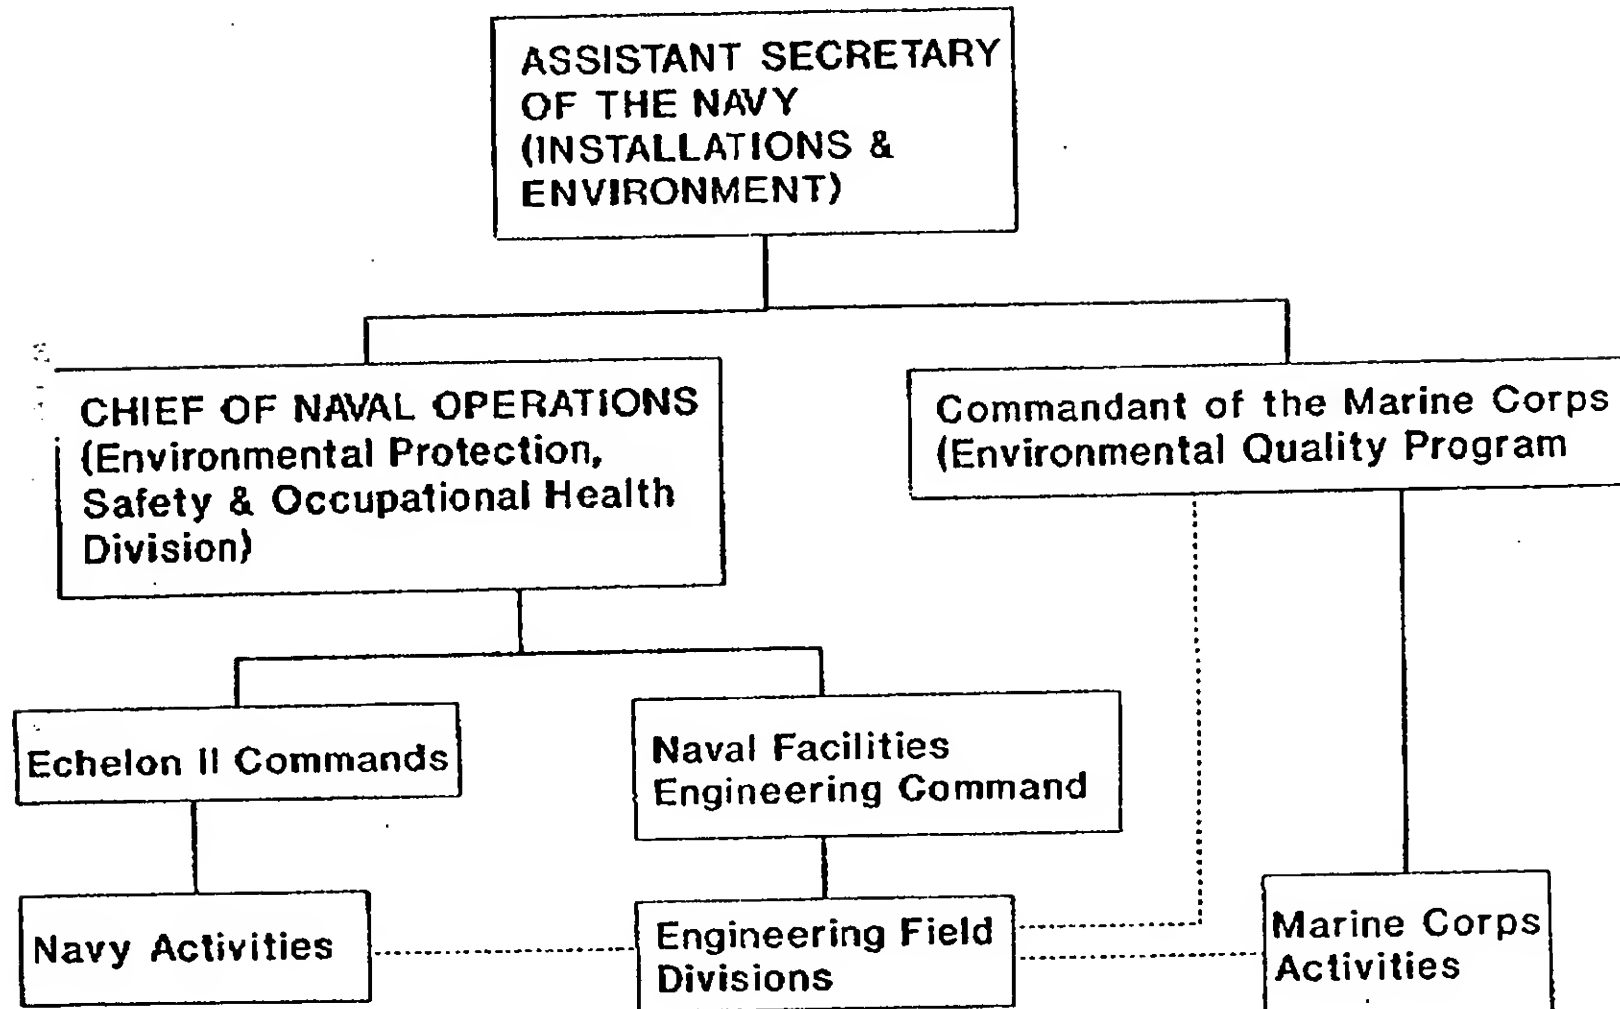 ASSISTANT SECRETARY
OF THE NAVY
(INSTALLATIONS &
ENVIRONMENT)
CHIEF OF NAVAL OPERATIONS
(Environmental Protection,
Safety & Occupational Health
Division)
Commandant of the Marine Corps
(Environmental Quality Program
Echelon II Commands
Naval Facilities
Engineering Command
Navy Activities
Engineering Field
Divisions
Marine Corps
Activities